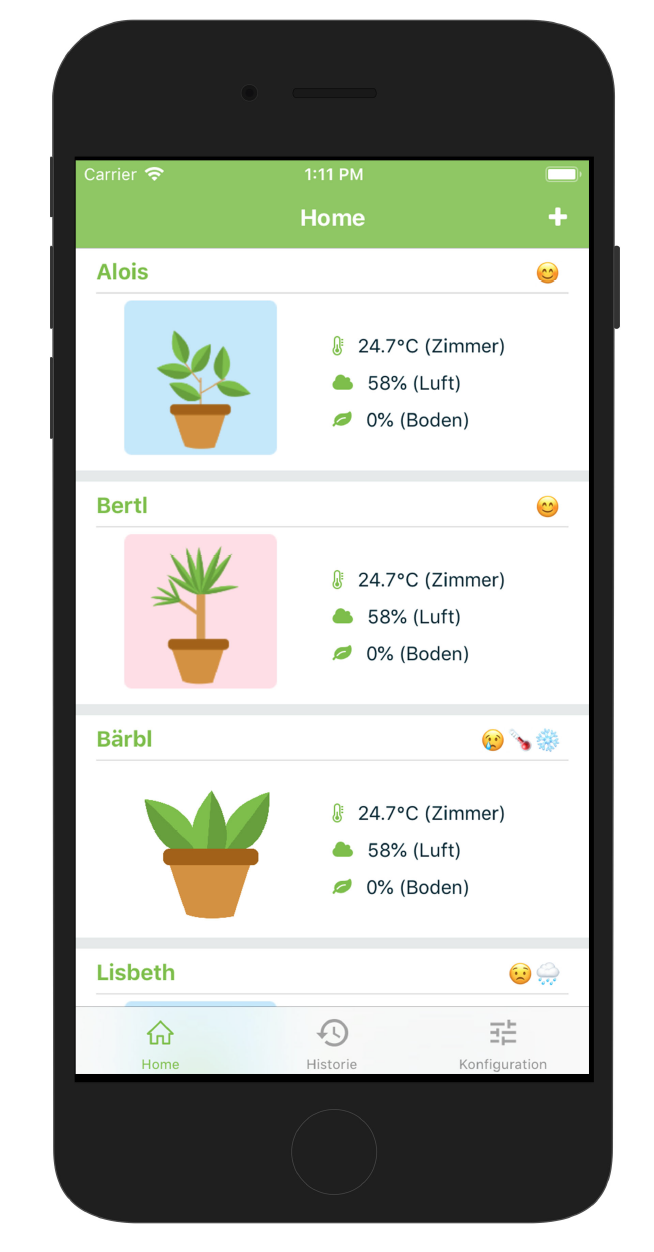 Carrier 1:11 PM
Home
Alois
24.7°C (Zimmer)
58% (Luft)
0% (Boden)
Bertl
24.7°C (Zimmer)
58% (Luft)
0% (Boden)
Bärbl
24.7°C (Zimmer)
58% (Luft)
0% (Boden)
Lisbeth
Home Historie Konfiguration